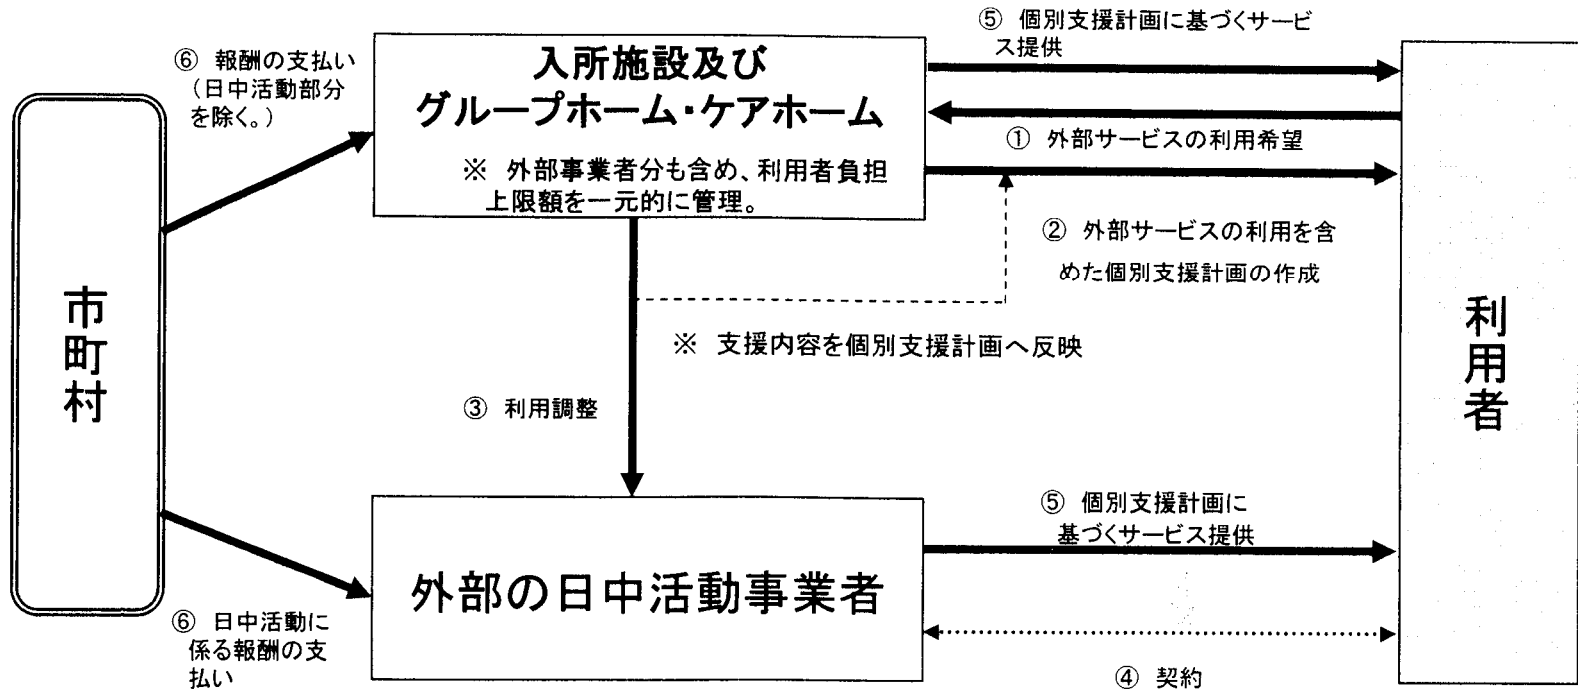 ⑤ 個別支援計画に基づくサービ
ス提供
⑥ 報酬の支払い
（日中活動部分
を除く。）
入所施設及び
グループホーム・ケアホーム
※ 外部事業者分も含め、利用者負担
上限額を一元的に管理。
① 外部サービスの利用希望
② 外部サービスの利用を含
めた個別支援計画の作成
市町村
利用者
※ 支援内容を個別支援計画へ反映
③ 利用調整
⑤ 個別支援計画に
基づくサービス提供
外部の日中活動事業者
⑥ 日中活動に
係る報酬の支
払い
④ 契約